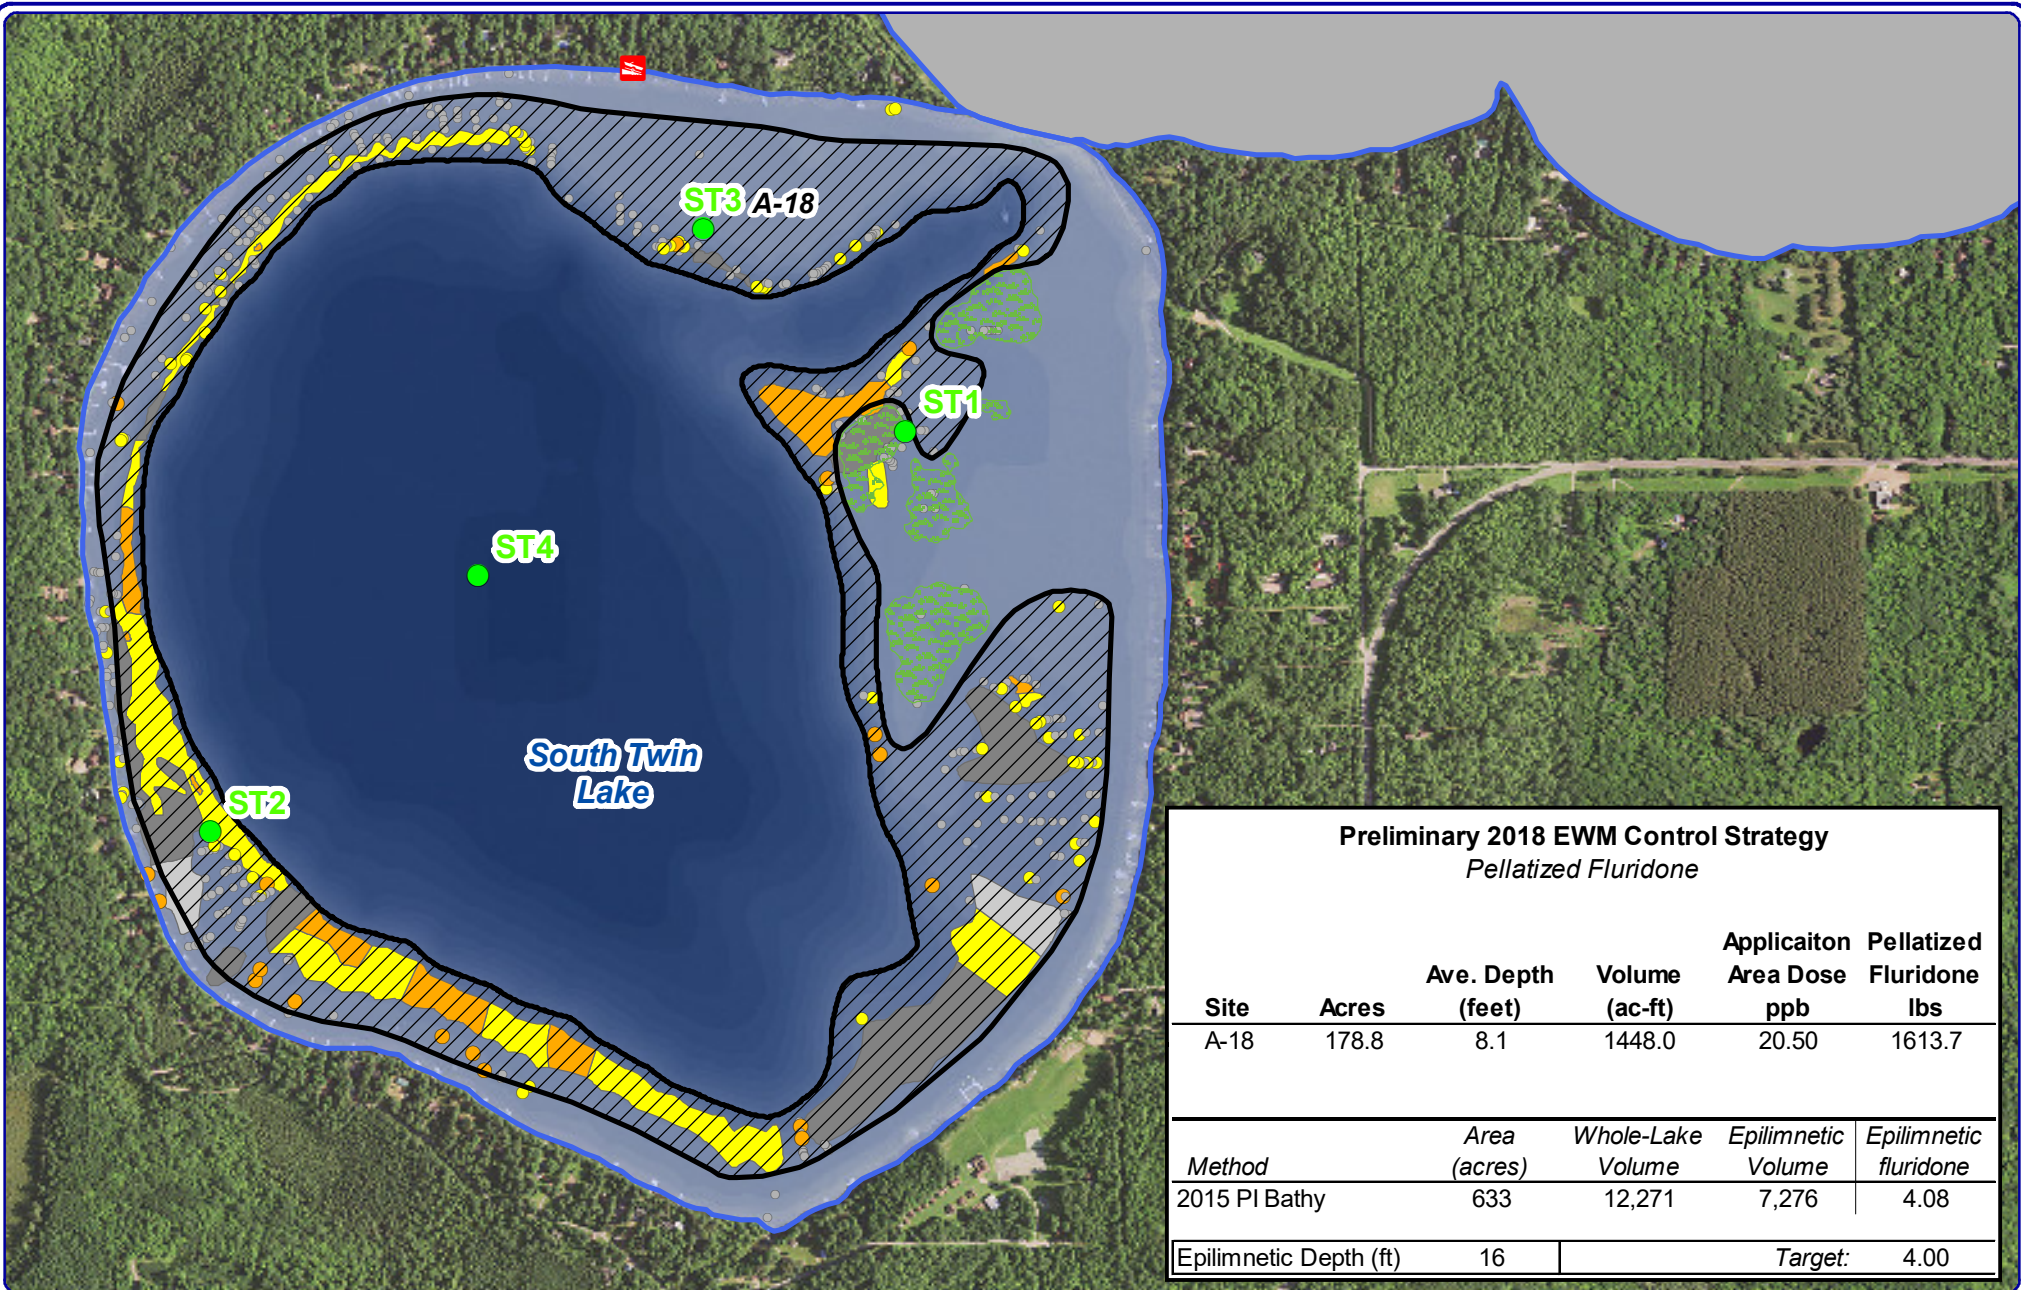 ST3 A-18
ST1
ST4
South Twin
Lake
ST2
Preliminary 2018 EWM Control Strategy
Pellatized Fluridone
Applicaiton Pellatized
Ave. Depth Volume Area Dose Fluridone
Site Acres (feet) (ac-ft) ppb lbs
A-18 178.8 8.1 1448.0 20.50 1613.7
Area Whole-Lake Epilimnetic Epilimnetic
Method (acres) Volume Volume fluridone
2015 PI Bathy 633 12,271 7,276 4.08
Epilimnetic Depth (ft) 16 Target: 4.00